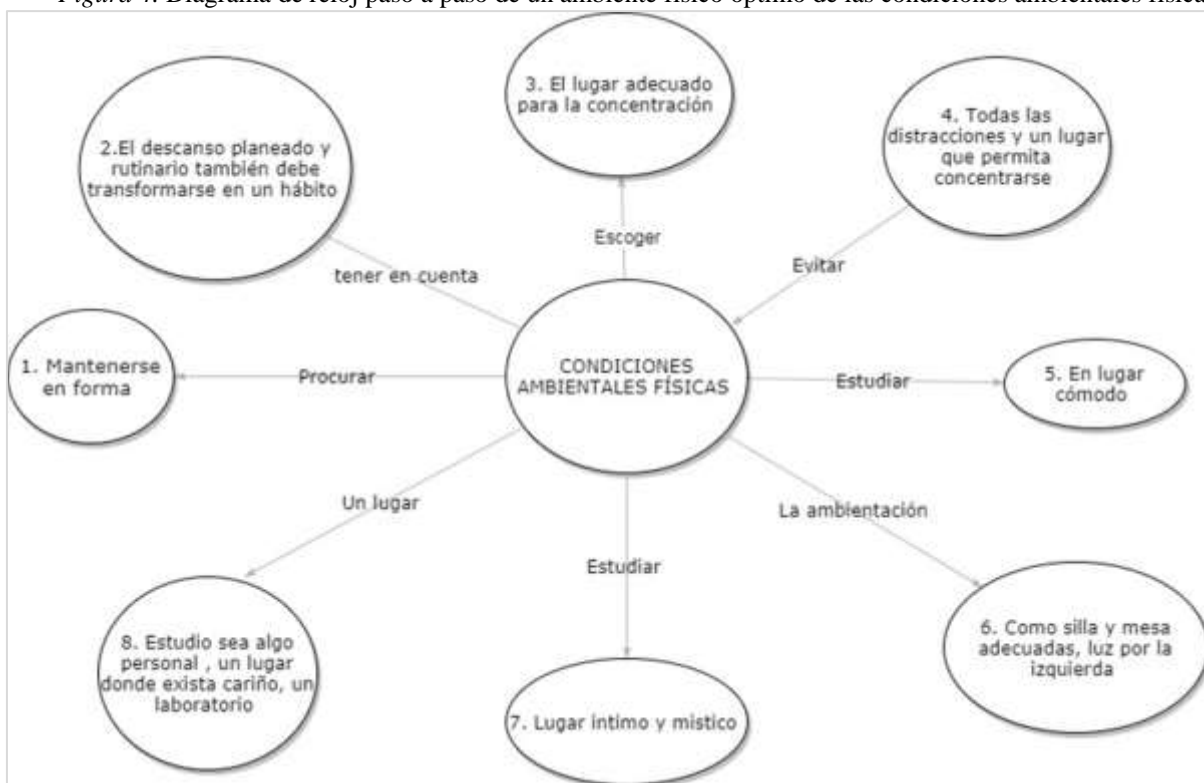 Figura 4. Diagrama de reloj paso a paso de un ambiente físico óptimo de las condiciones ambientales física
3. El lugar adecuado
para la concentración
4. Todas las
distracciones y un lugar
que permita
concentrarse
2.El descanso planeado y
rutinario también debe
transformarse en un hábito
Escoger
Evitar
tener en cuenta
1. Mantenerse
en forma
Procurar
CONDICIONES
AMBIENTALES FÍSICAS
Estudiar
5. En lugar
cómodo
Un lugar
La ambientación
Estudiar
8. Estudio sea algo
personal , un lugar
donde exista cariño, un
laboratorio
6. Como silla y mesa
adecuadas, luz por la
izquierda
7. Lugar intimo y mistico